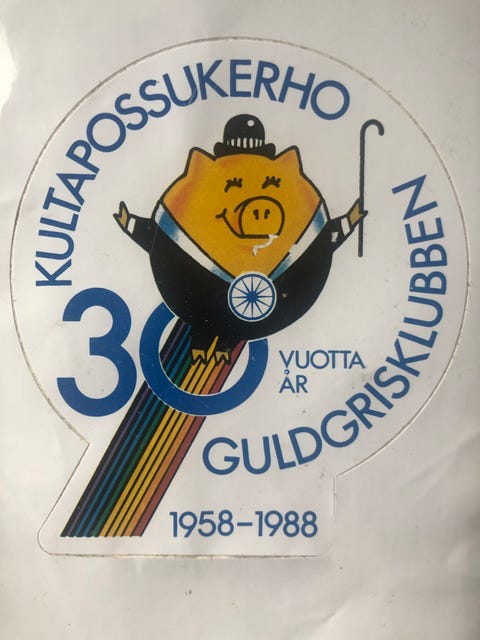 KULTAPOSSUKERHO
30
VUOTTA
ÅR
GULDGRISKLUBBEN
1958-1988